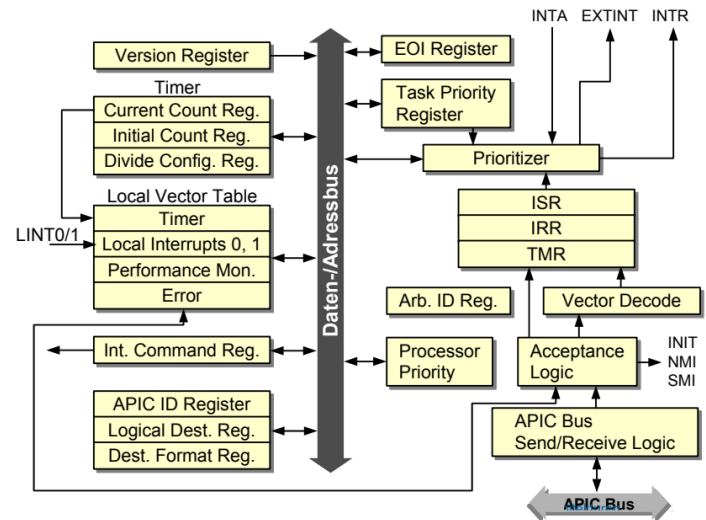 INTA EXTINT INTR
Version Register
EOI Register
Timer
Current Count Reg.
Initial Count Reg.
Divide Config. Reg.
Task Priority
Register
Prioritizer
Local Vector Table
Timer
Local Interrupts 0, 1
Performance Mon.
Error
LINT0/1
Daten-/Adressbus
ISR
IRR
TMR
Arb. ID Reg.
Vector Decode
Int. Command Reg.
Processor
Priority
Acceptance
Logic
INIT
NMI
SMI
APIC ID Register
Logical Dest. Reg.
Dest. Format Reg.
APIC Bus
Send/Receive Logic
APIC Bus